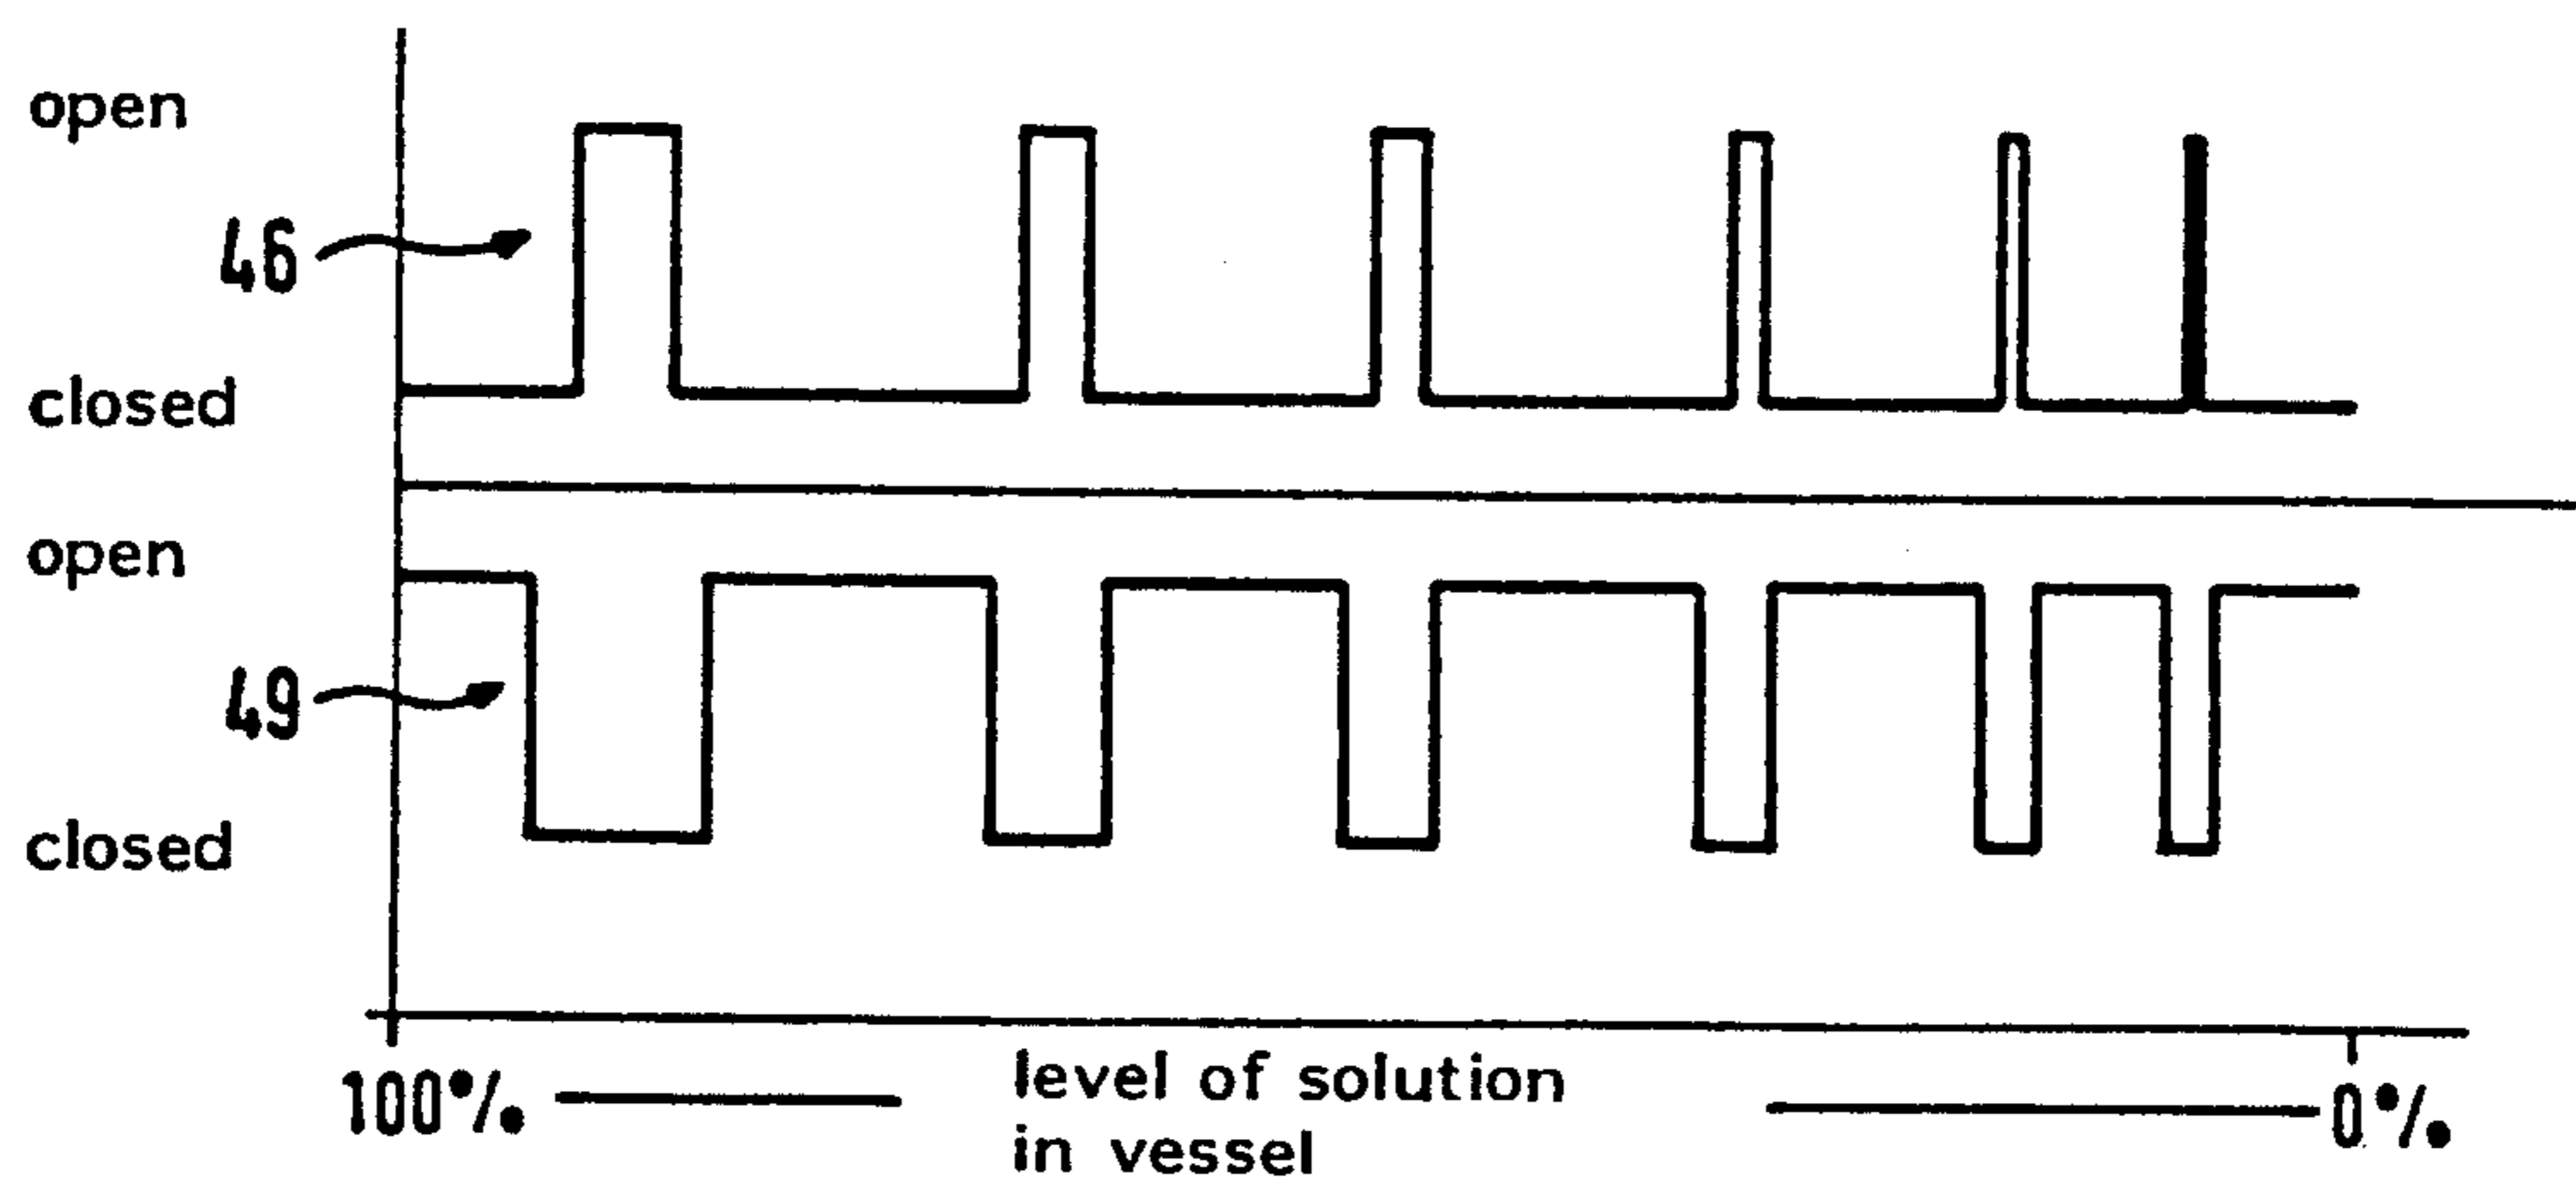 open
46
closed
open
49
closed
100%
level of solution
in vessel
0%